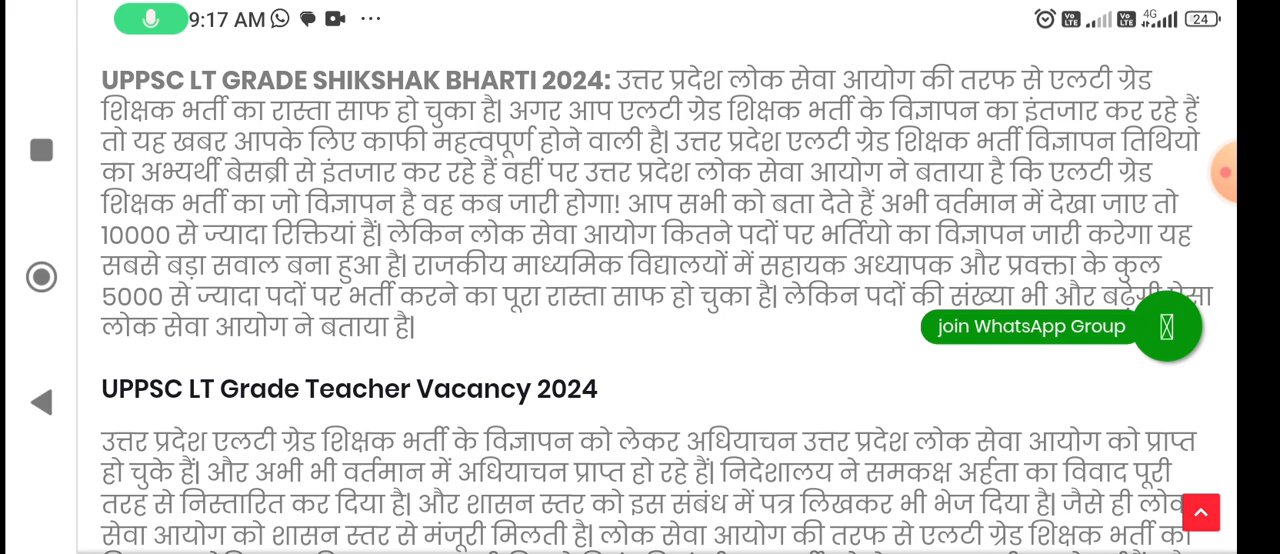 9:17 AM ...
Vo LTE Vo LTE 4G 24
UPPSC LT GRADE SHIKSHAK BHARTI 2024: उत्तर प्रदेश लोक सेवा आयोग की तरफ से एलटी ग्रेड
शिक्षक भर्ती का रास्ता साफ हो चुका है| अगर आप एलटी ग्रेड शिक्षक भर्ती के विज्ञापन का इंतजार कर रहे हैं
तो यह खबर आपके लिए काफी महत्वपूर्ण होने वाली है| उत्तर प्रदेश एलटी ग्रेड शिक्षक भर्ती विज्ञापन तिथियो
का अभ्यर्थी बेसब्री से इंतजार कर रहे हैं वहीं पर उत्तर प्रदेश लोक सेवा आयोग ने बताया है कि एलटी ग्रेड
शिक्षक भर्ती का जो विज्ञापन है वह कब जारी होगा! आप सभी को बता देते हैं अभी वर्तमान में देखा जाए तो
10000 से ज्यादा रिक्तियां हैं| लेकिन लोक सेवा आयोग कितने पदों पर भर्तियो का विज्ञापन जारी करेगा यह
सबसे बड़ा सवाल बना हुआ है| राजकीय माध्यमिक विद्यालयों में सहायक अध्यापक और प्रवक्ता के कुल
5000 से ज्यादा पदों पर भर्ती करने का पूरा रास्ता साफ हो चुका है| लेकिन पदों की संख्या भी और बढ़ेगी ऐसा
लोक सेवा आयोग ने बताया है|
join WhatsApp Group
UPPSC LT Grade Teacher Vacancy 2024
उत्तर प्रदेश एलटी ग्रेड शिक्षक भर्ती के विज्ञापन को लेकर अधियाचन उत्तर प्रदेश लोक सेवा आयोग को प्राप्त
हो चुके हैं| और अभी भी वर्तमान में अधियाचन प्राप्त हो रहे हैं| निदेशालय ने समकक्ष अर्हता का विवाद पूरी
तरह से निस्तारित कर दिया है| और शासन स्तर को इस संबंध में पत्र लिखकर भी भेज दिया है| जैसे ही लोक
सेवा आयोग को शासन स्तर से मंजूरी मिलती है| लोक सेवा आयोग की तरफ से एलटी ग्रेड शिक्षक भर्ती का